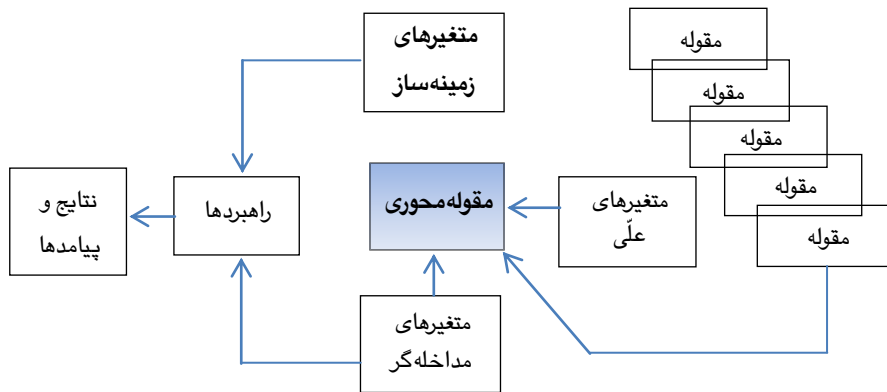 مقوله
مقوله
مقوله
مقوله
مقوله
متغیرهای
زمینه‌ساز
متغیرهای
علّی
مقوله‌محوری
راهبردها
نتایج و
پیامدها
متغیرهای
مداخله‌گر